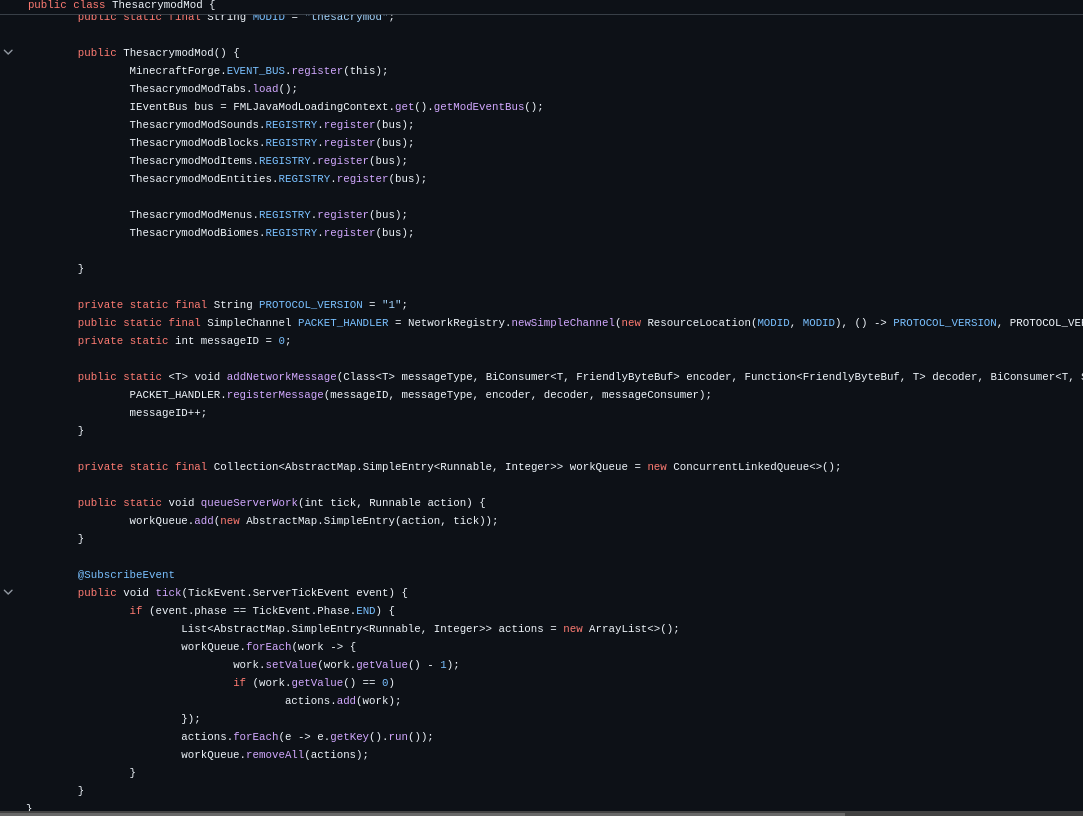 public class ThesacrymodMod {
public static final String MODID = "thesacrymod";
public ThesacrymodMod() {
MinecraftForge.EVENT_BUS.register(this);
ThesacrymodModTabs.load();
IEventBus bus = FMLJavaModLoadingContext.get().getModEventBus();
ThesacrymodModSounds.REGISTRY.register(bus);
ThesacrymodModBlocks.REGISTRY.register(bus);
ThesacrymodModItems.REGISTRY.register(bus);
ThesacrymodModEntities.REGISTRY.register(bus);
ThesacrymodModMenus.REGISTRY.register(bus);
ThesacrymodModBiomes.REGISTRY.register(bus);
}
private static final String PROTOCOL_VERSION = "1";
public static final SimpleChannel PACKET_HANDLER = NetworkRegistry.newSimpleChannel(new ResourceLocation(MODID, MODID), () -> PROTOCOL_VERSION, PROTOCOL_VE
private static int messageID = 0;
public static <T> void addNetworkMessage(Class<T> messageType, BiConsumer<T, FriendlyByteBuf> encoder, Function<FriendlyByteBuf, T> decoder, BiConsumer<T,
PACKET_HANDLER.registerMessage(messageID, messageType, encoder, decoder, messageConsumer);
messageID++;
}
private static final Collection<AbstractMap.SimpleEntry<Runnable, Integer>> workQueue = new ConcurrentLinkedQueue<>();
public static void queueServerWork(int tick, Runnable action) {
workQueue.add(new AbstractMap.SimpleEntry(action, tick));
}
@SubscribeEvent
public void tick(TickEvent.ServerTickEvent event) {
if (event.phase == TickEvent.Phase.END) {
List<AbstractMap.SimpleEntry<Runnable, Integer>> actions = new ArrayList<>();
workQueue.forEach(work -> {
work.setValue(work.getValue() - 1);
if (work.getValue() == 0)
actions.add(work);
});
actions.forEach(e -> e.getKey().run());
workQueue.removeAll(actions);
}
}
}